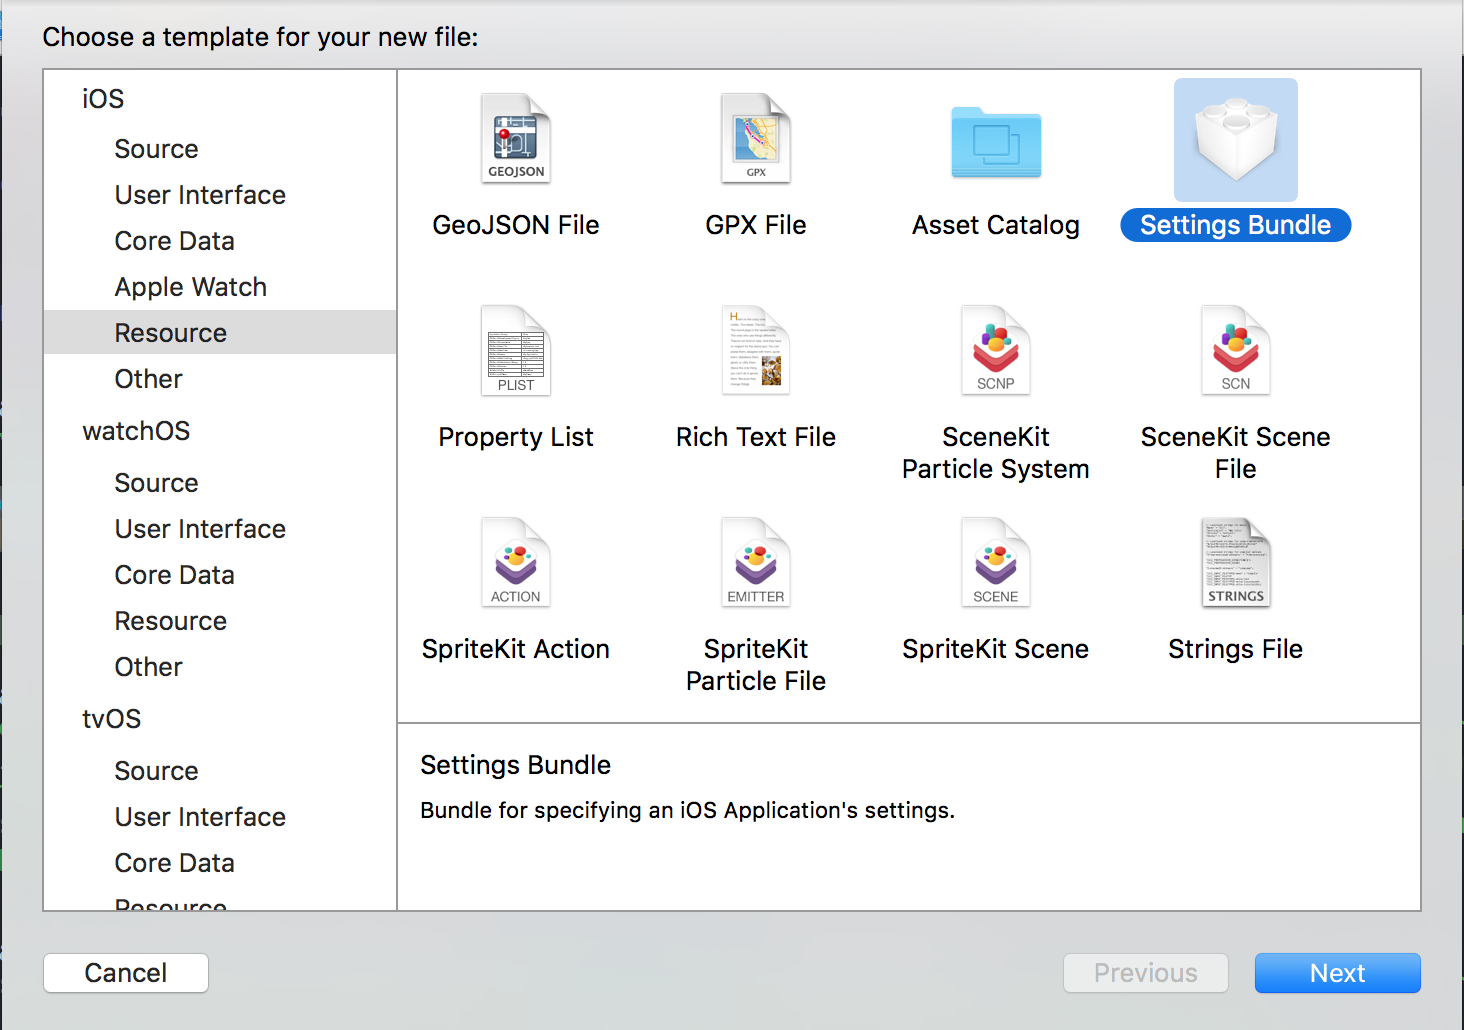 Choose a template for your new file:
iOS
Source
User Interface
Core Data
Apple Watch
Resource
Other
watchOS
Source
User Interface
Core Data
Resource
Other
tvOS
Source
User Interface
Core Data
Resource
GEOJSON
GeoJSON File
GPX
GPX File
Asset Catalog
Settings Bundle
PLIST
Property List
Rich Text File
SCNP
SceneKit
Particle System
SCN
SceneKit Scene
File
ACTION
SpriteKit Action
EMITTER
SpriteKit
Particle File
SCENE
SpriteKit Scene
STRINGS
Strings File
Settings Bundle
Bundle for specifying an iOS Application's settings.
Cancel
Previous
Next